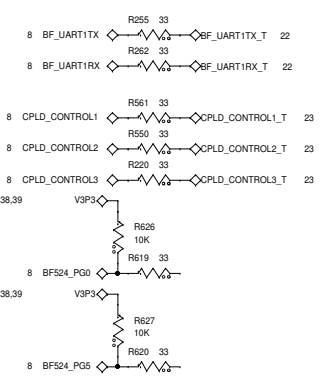 R255 33
8 BF_UART1TX BF_UART1TX_T 22
R262 33
8 BF_UART1RX BF_UART1RX_T 22
R561 33
8 CPLD_CONTROL1 CPLD_CONTROL1_T 23
R550 33
8 CPLD_CONTROL2 CPLD_CONTROL2_T 23
R220 33
8 CPLD_CONTROL3 CPLD_CONTROL3_T 23
38,39 V3P3
R626
10K
R619 33
8 BF524_PG0
38,39 V3P3
R627
10K
R620 33
8 BF524_PG5